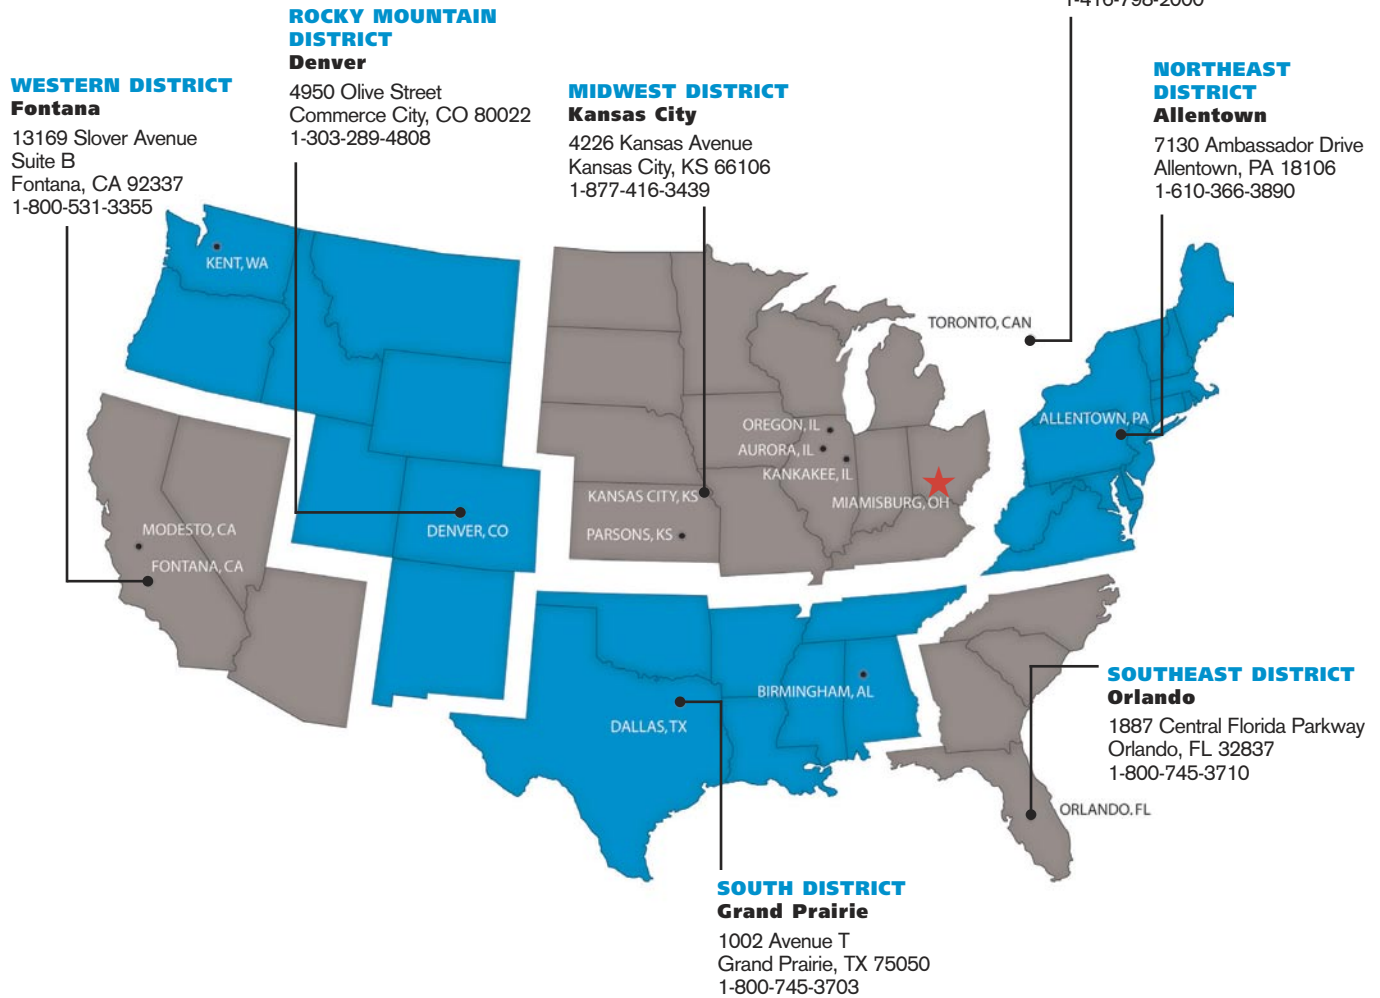 1-416-798-2000
ROCKY MOUNTAIN
DISTRICT
Denver
4950 Olive Street
Commerce City, CO 80022
1-303-289-4808
WESTERN DISTRICT
Fontana
13169 Slover Avenue
Suite B
Fontana, CA 92337
1-800-531-3355
MIDWEST DISTRICT
Kansas City
4226 Kansas Avenue
Kansas City, KS 66106
1-877-416-3439
NORTHEAST
DISTRICT
Allentown
7130 Ambassador Drive
Allentown, PA 18106
1-610-366-3890
KENT, WA
TORONTO, CAN
ALLENTOWN, PA
OREGON, IL
AURORA, IL
KANKAKEE, IL
KANSAS CITY, KS
MIAMISBURG, OH
PARSONS, KS
DENVER, CO
MODESTO, CA
FONTANA, CA
BIRMINGHAM, AL
DALLAS, TX
SOUTHEAST DISTRICT
Orlando
1887 Central Florida Parkway
Orlando, FL 32837
1-800-745-3710
ORLANDO. FL
SOUTH DISTRICT
Grand Prairie
1002 Avenue T
Grand Prairie, TX 75050
1-800-745-3703